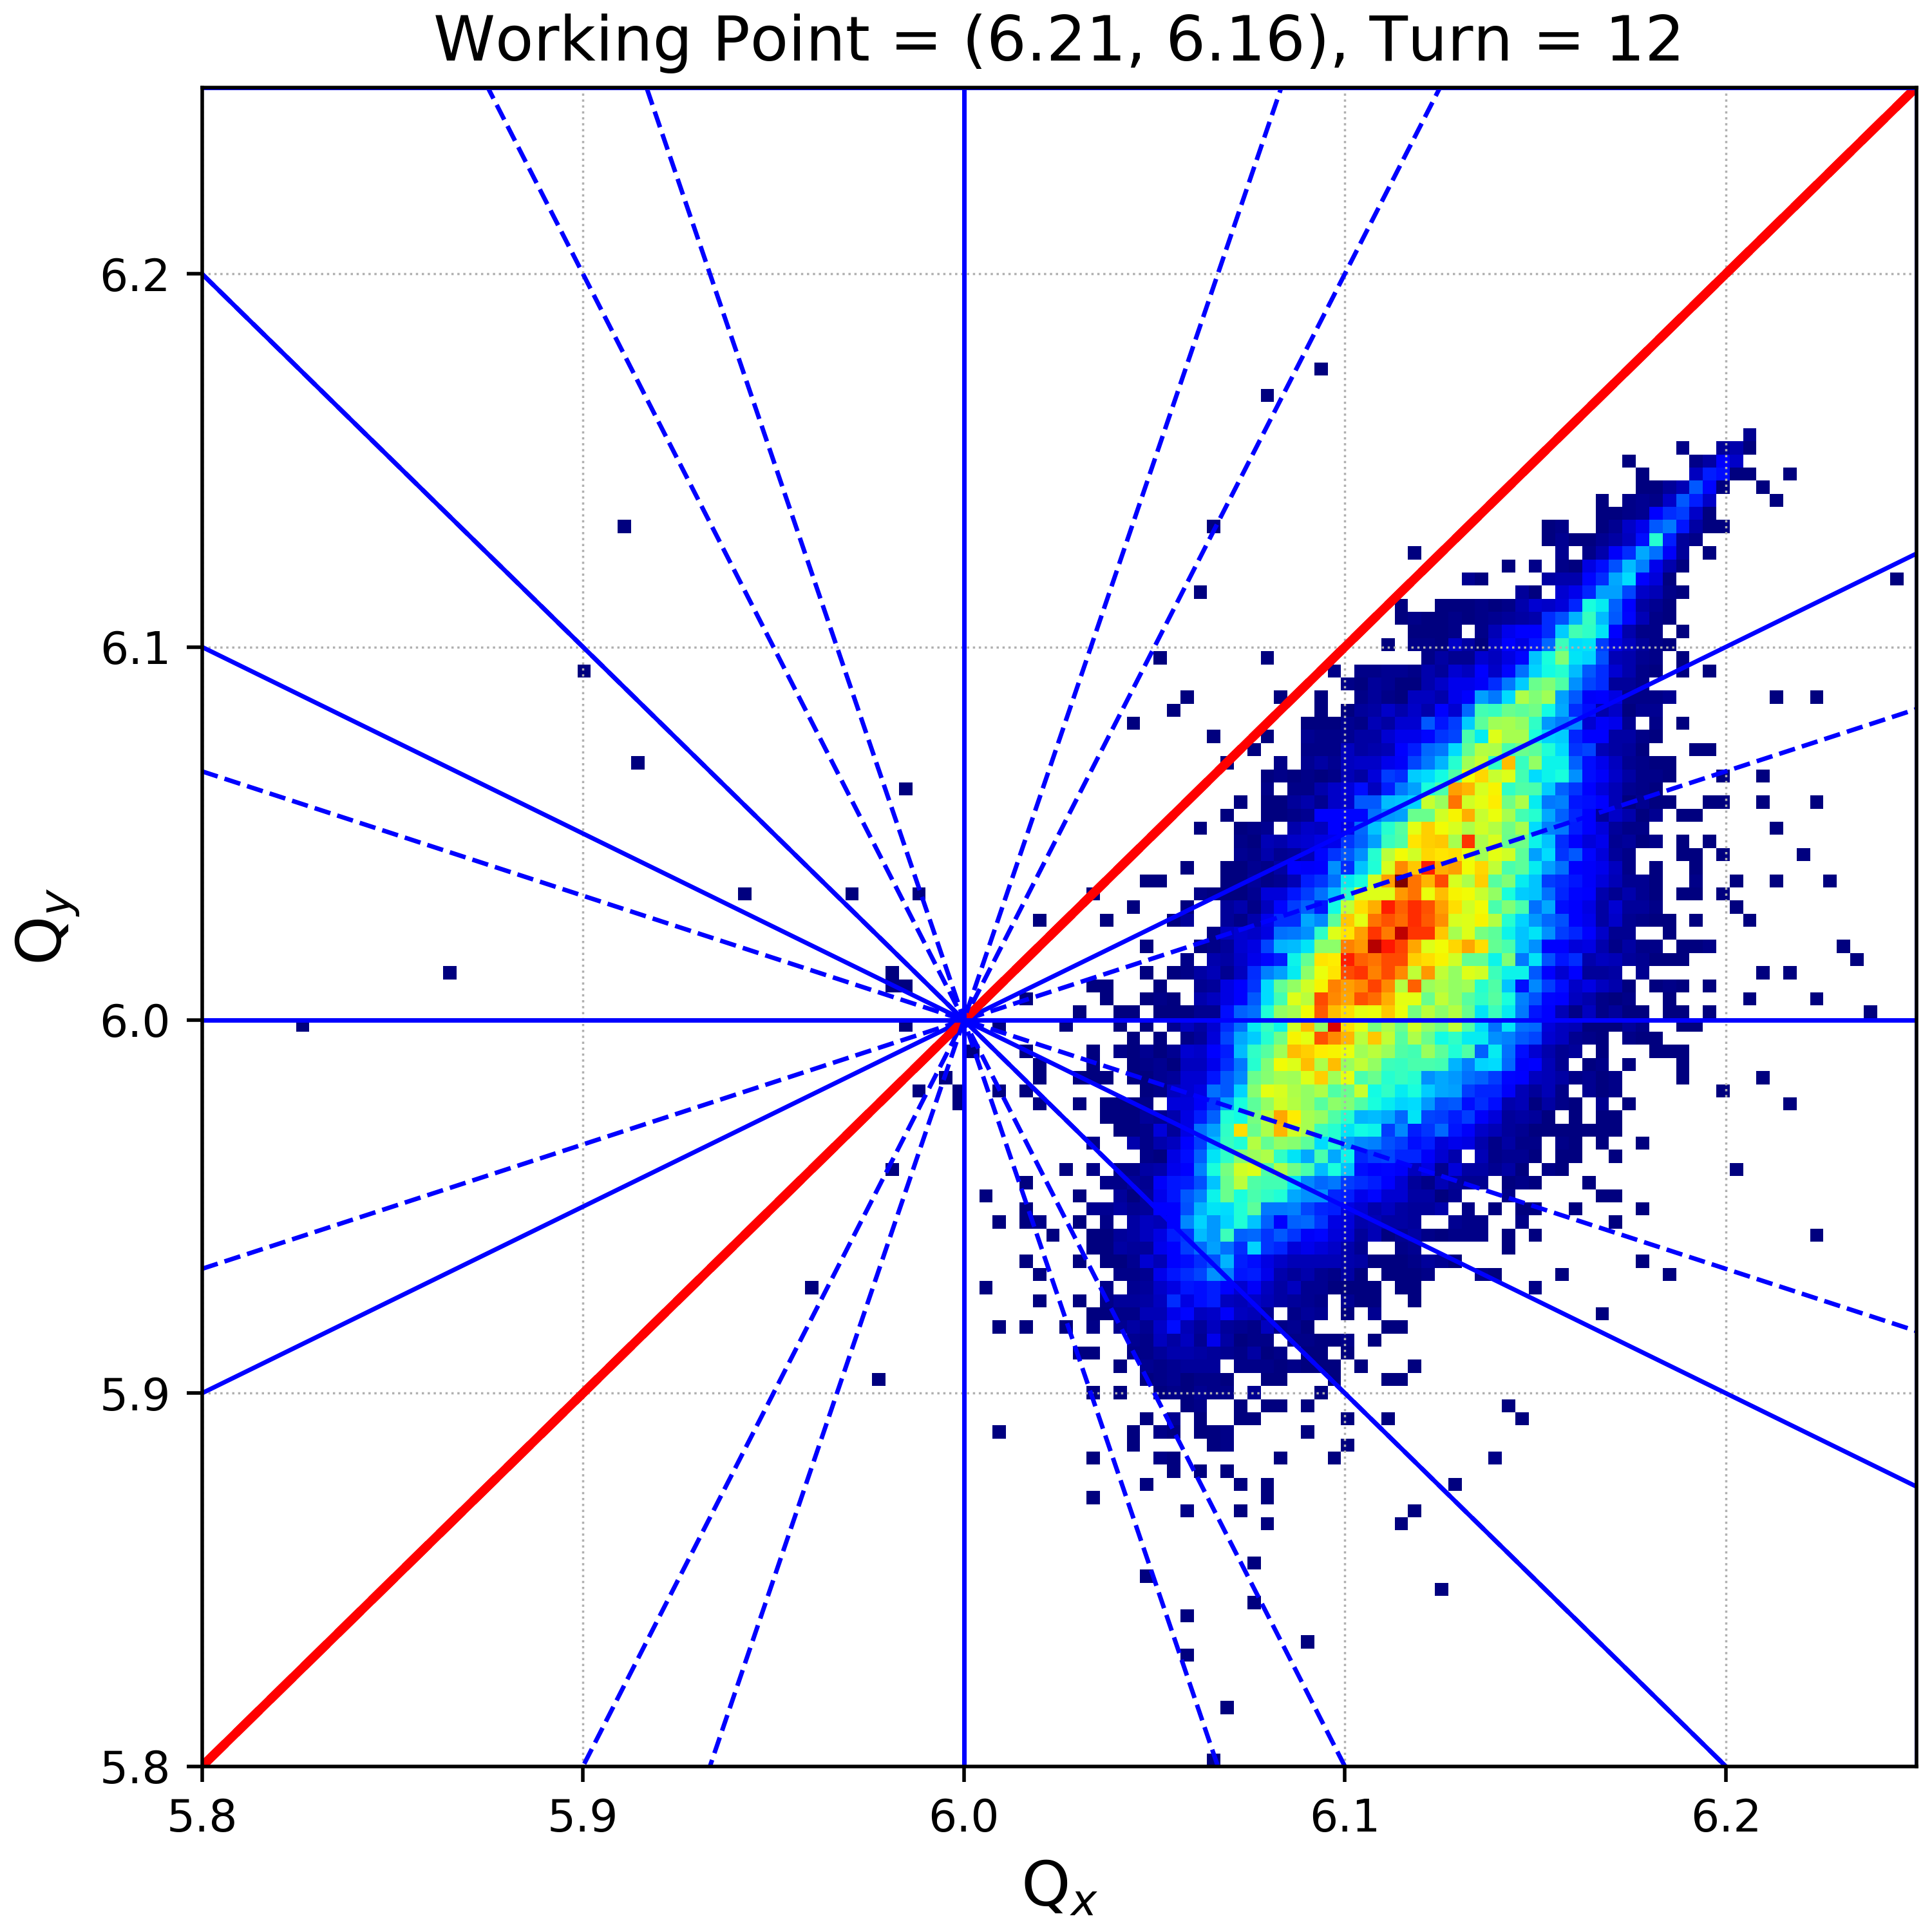 Working Point = (6.21, 6.16), Turn = 12
6.2
6.1
6.0
5.9
5.8
Qy
5.8 5.9 6.0 6.1 6.2
Qx